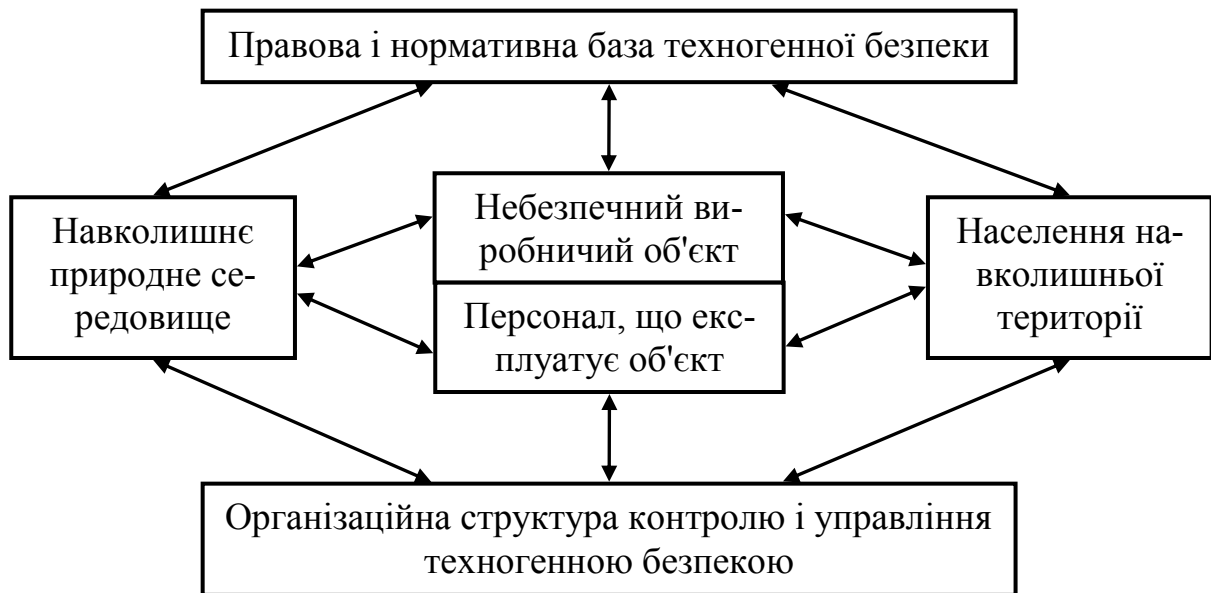 Правова і нормативна база техногенної безпеки
Навколишнє
природне се-
редовище
Небезпечний ви-
робничий об'єкт
Персонал, що екс-
плуатує об'єкт
Населення на-
вколишньої
території
Організаційна структура контролю і управління
техногенною безпекою